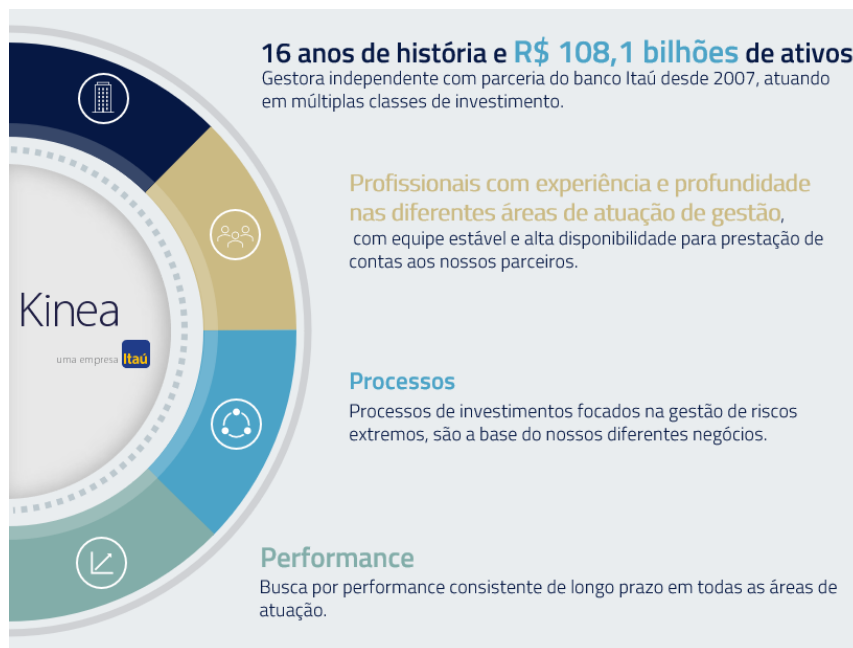 16 anos de história e R$ 108,1 bilhões de ativos
Gestora independente com parceria do banco Itaú desde 2007, atuando
em múltiplas classes de investimento.
Profissionais com experiência e profundidade
nas diferentes áreas de atuação de gestão,
com equipe estável e alta disponibilidade para prestação de
contas aos nossos parceiros.
Kinea
uma empresa Itaú
Processos
Processos de investimentos focados na gestão de riscos
extremos, são a base do nossos diferentes negócios.
Performance
Busca por performance consistente de longo prazo em todas as áreas de
atuação.